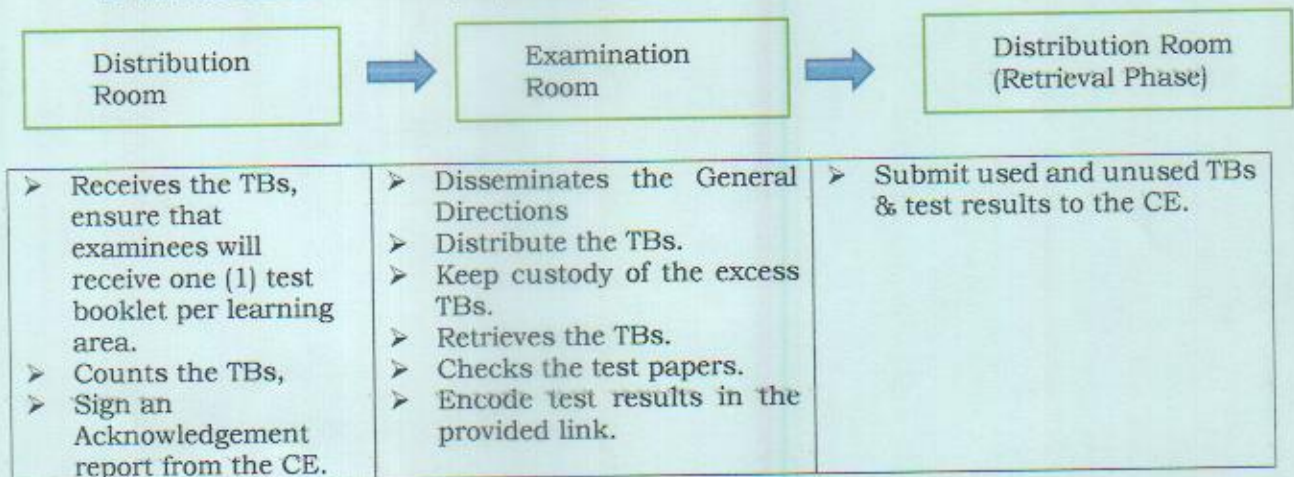 Distribution
Room
Examination
Room
Distribution Room
(Retrieval Phase)
➢ Receives the TBs,
ensure that
examinees will
receive one (1) test
booklet per learning
area.
➢ Counts the TBs,
➢ Sign an
Acknowledgement
report from the CE.
➢ Disseminates the General
Directions
➢ Distribute the TBs.
➢ Keep custody of the excess
TBs.
➢ Retrieves the TBs.
➢ Checks the test papers.
➢ Encode test results in the
provided link.
➢ Submit used and unused TBs
& test results to the CE.